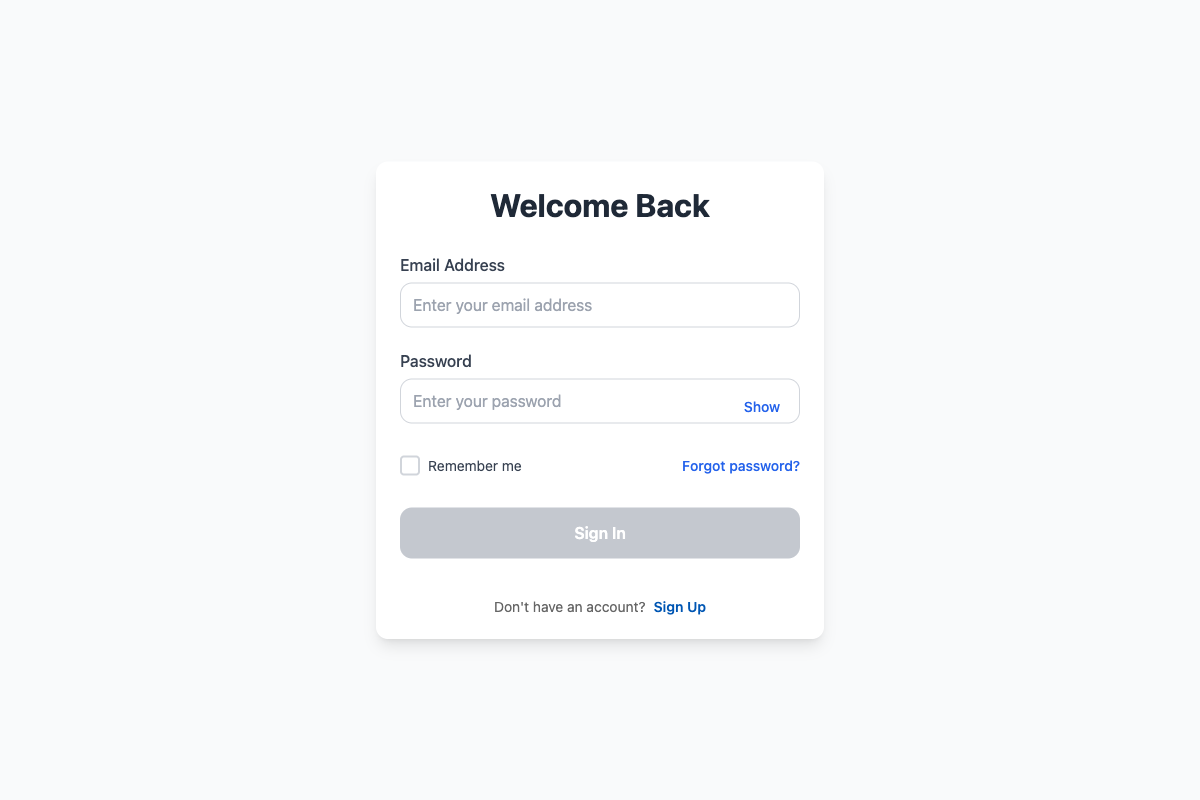 Welcome Back
Email Address
Enter your email address
Password
Enter your password
Show
Remember me
Forgot password?
Sign In
Don't have an account? Sign Up